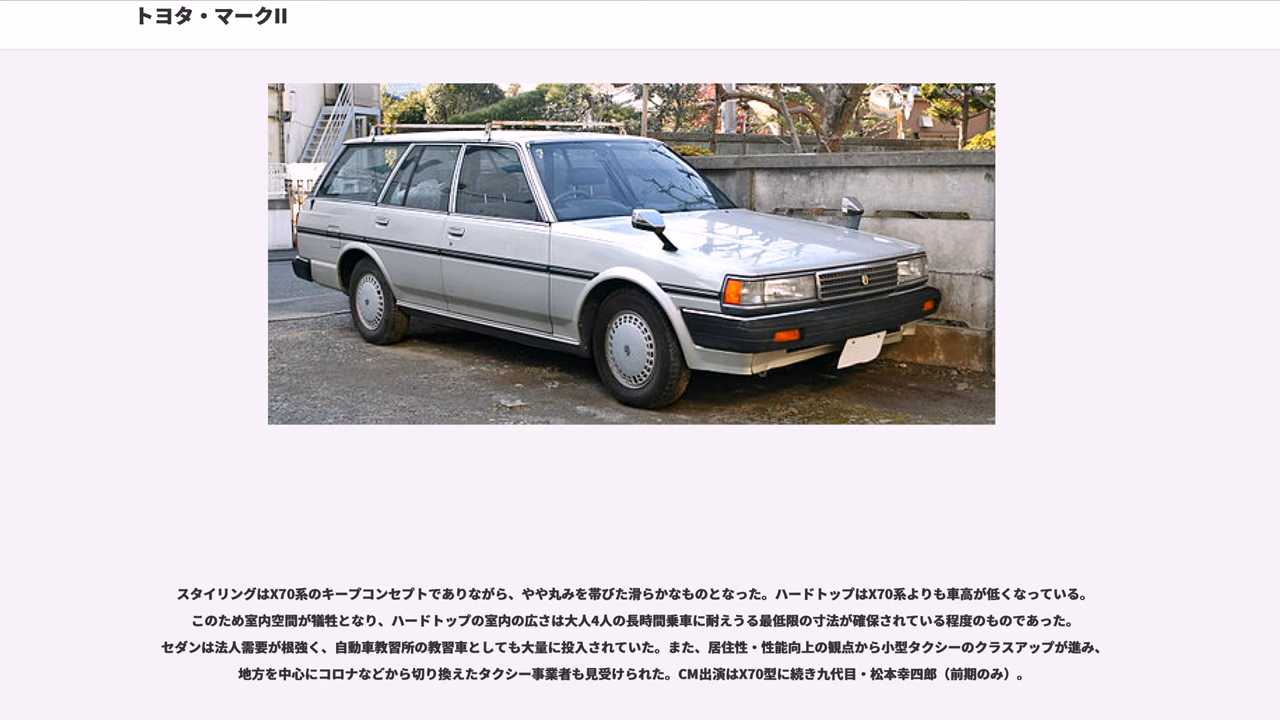 トヨタ・マークII
スタイリングはX70系のキープコンセプトでありながら、やや丸みを帯びた滑らかなものとなった。ハードトップはX70系よりも車高が低くなっている。
このため室内空間が犠牲となり、ハードトップの室内の広さは大人4人の長時間乗車に耐えうる最低限の寸法が確保されている程度のものであった。
セダンは法人需要が根強く、自動車教習所の教習車としても大量に投入されていた。また、居住性・性能向上の観点から小型タクシーのクラスアップが進み、
地方を中心にコロナなどから切り換えたタクシー事業者も見受けられた。CM出演はX70型に続き九代目・松本幸四郎（前期のみ）。